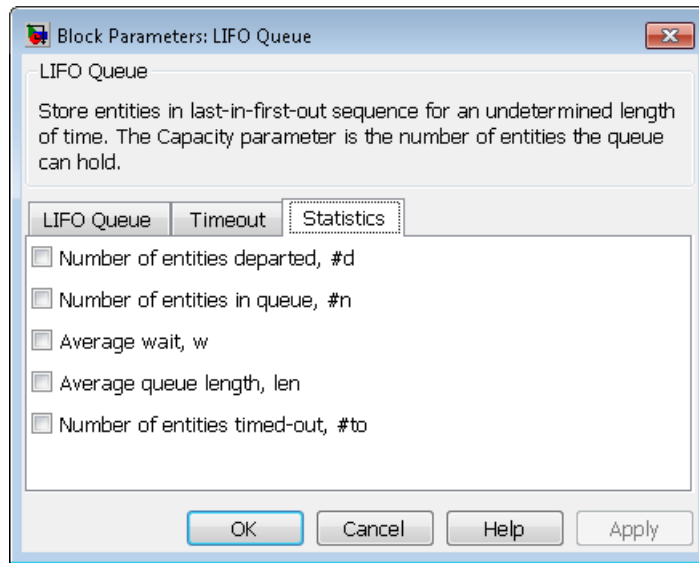 Block Parameters: LIFO Queue
LIFO Queue
Store entities in last-in-first-out sequence for an undetermined length
of time. The Capacity parameter is the number of entities the queue
can hold.
LIFO Queue Timeout Statistics
Number of entities departed, #d
Number of entities in queue, #n
Average wait, w
Average queue length, len
Number of entities timed-out, #to
OK Cancel Help Apply